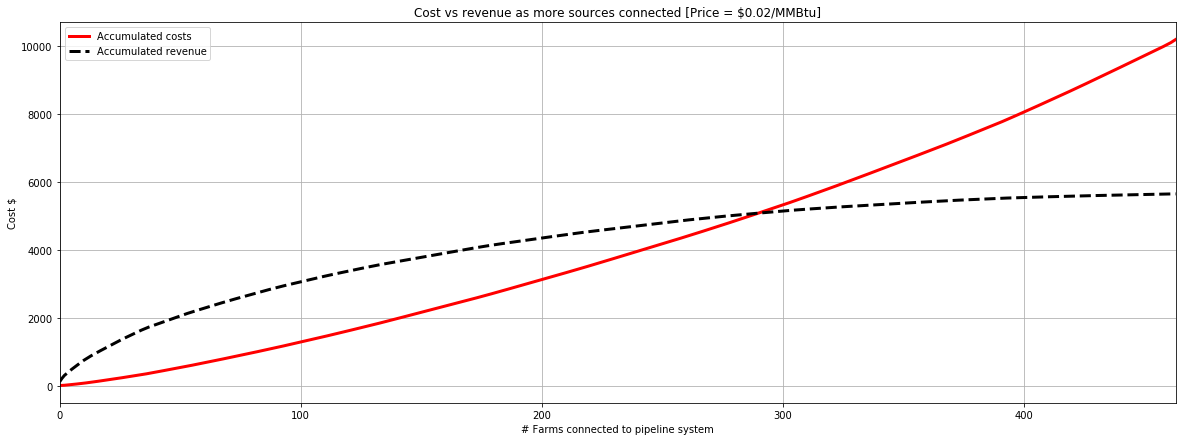 Cost vs revenue as more sources connected [Price = $0.02/MMBtu]
Accumulated costs
Accumulated revenue
10000
8000
6000
4000
2000
0
Cost $
0 100 200 300 400
# Farms connected to pipeline system